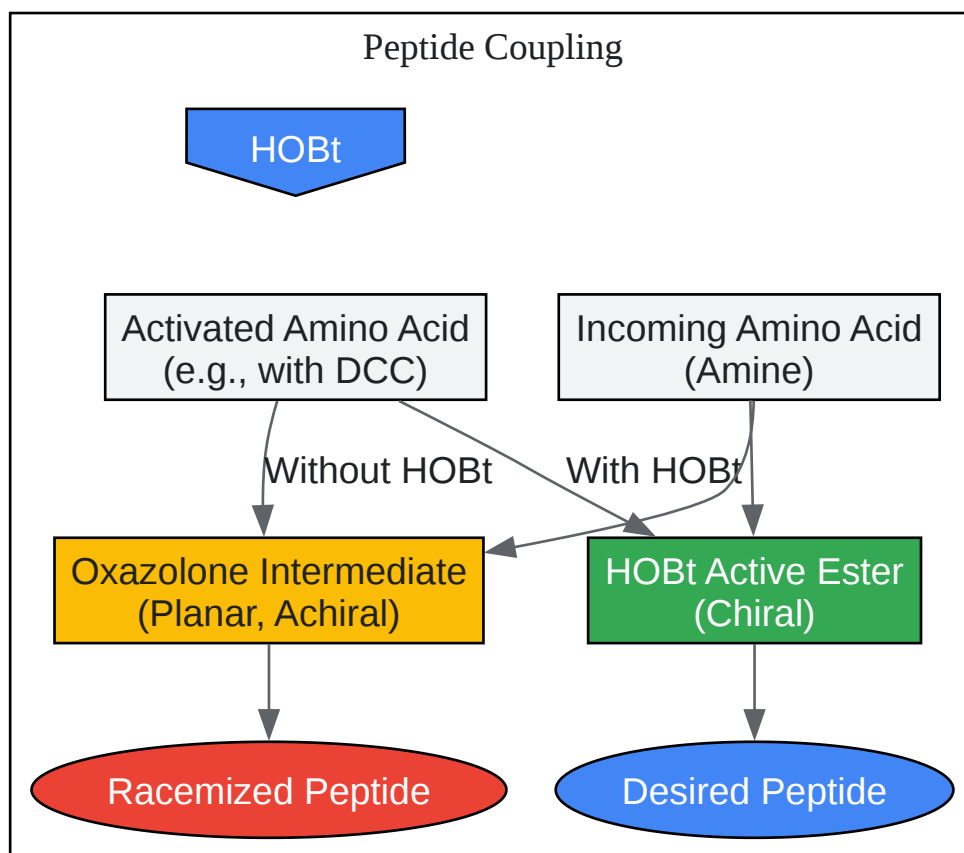 Peptide Coupling
HOBt
Activated Amino Acid
(e.g., with DCC)
Incoming Amino Acid
(Amine)
Without HOBt
With HOBt
Oxazolone Intermediate
(Planar, Achiral)
HOBt Active Ester
(Chiral)
Racemized Peptide
Desired Peptide